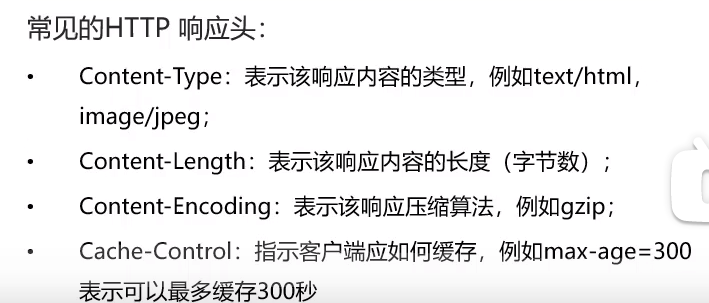 常见的HTTP 响应头：
• Content-Type：表示该响应内容的类型，例如text/html，
image/jpeg；
• Content-Length：表示该响应内容的长度（字节数）；
• Content-Encoding：表示该响应压缩算法，例如gzip；
• Cache-Control：指示客户端应如何缓存，例如max-age=300
表示可以最多缓存300秒